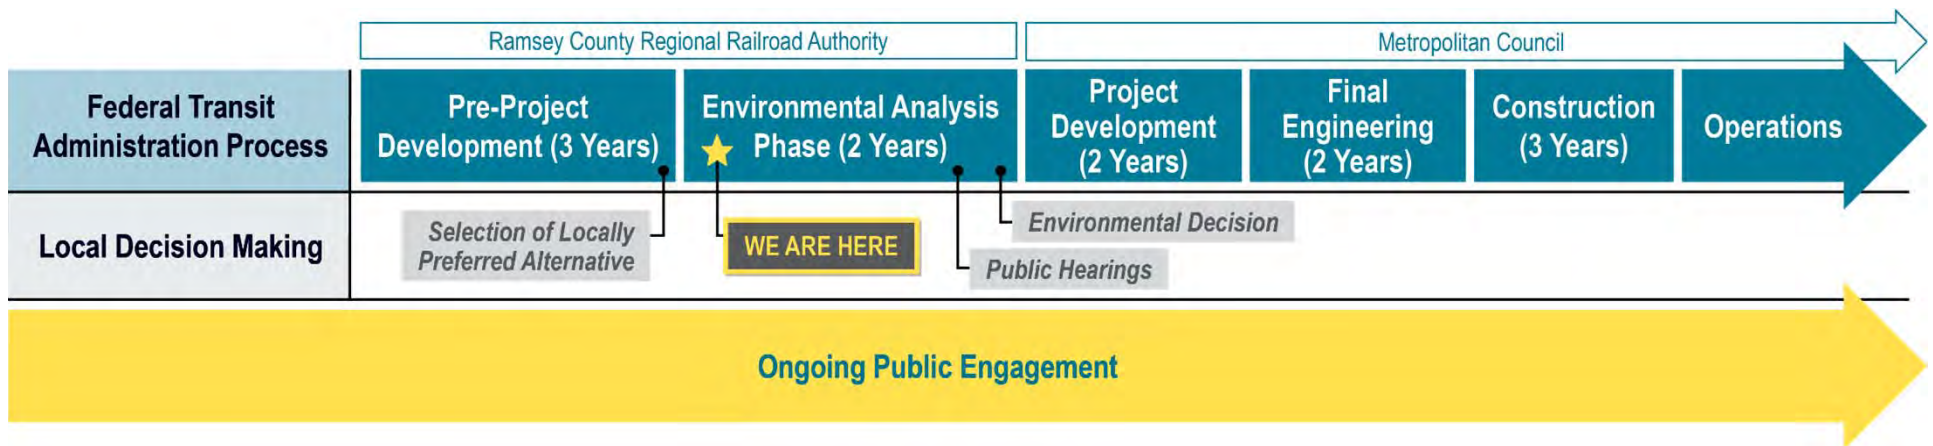 Ramsey County Regional Railroad Authority
Metropolitan Council
Federal Transit
Administration Process
Pre-Project
Development (3 Years)
Environmental Analysis
Phase (2 Years)
Project
Development
(2 Years)
Final
Engineering
(2 Years)
Construction
(3 Years)
Operations
Local Decision Making
Selection of Locally
Preferred Alternative
WE ARE HERE
Environmental Decision
Public Hearings
Ongoing Public Engagement